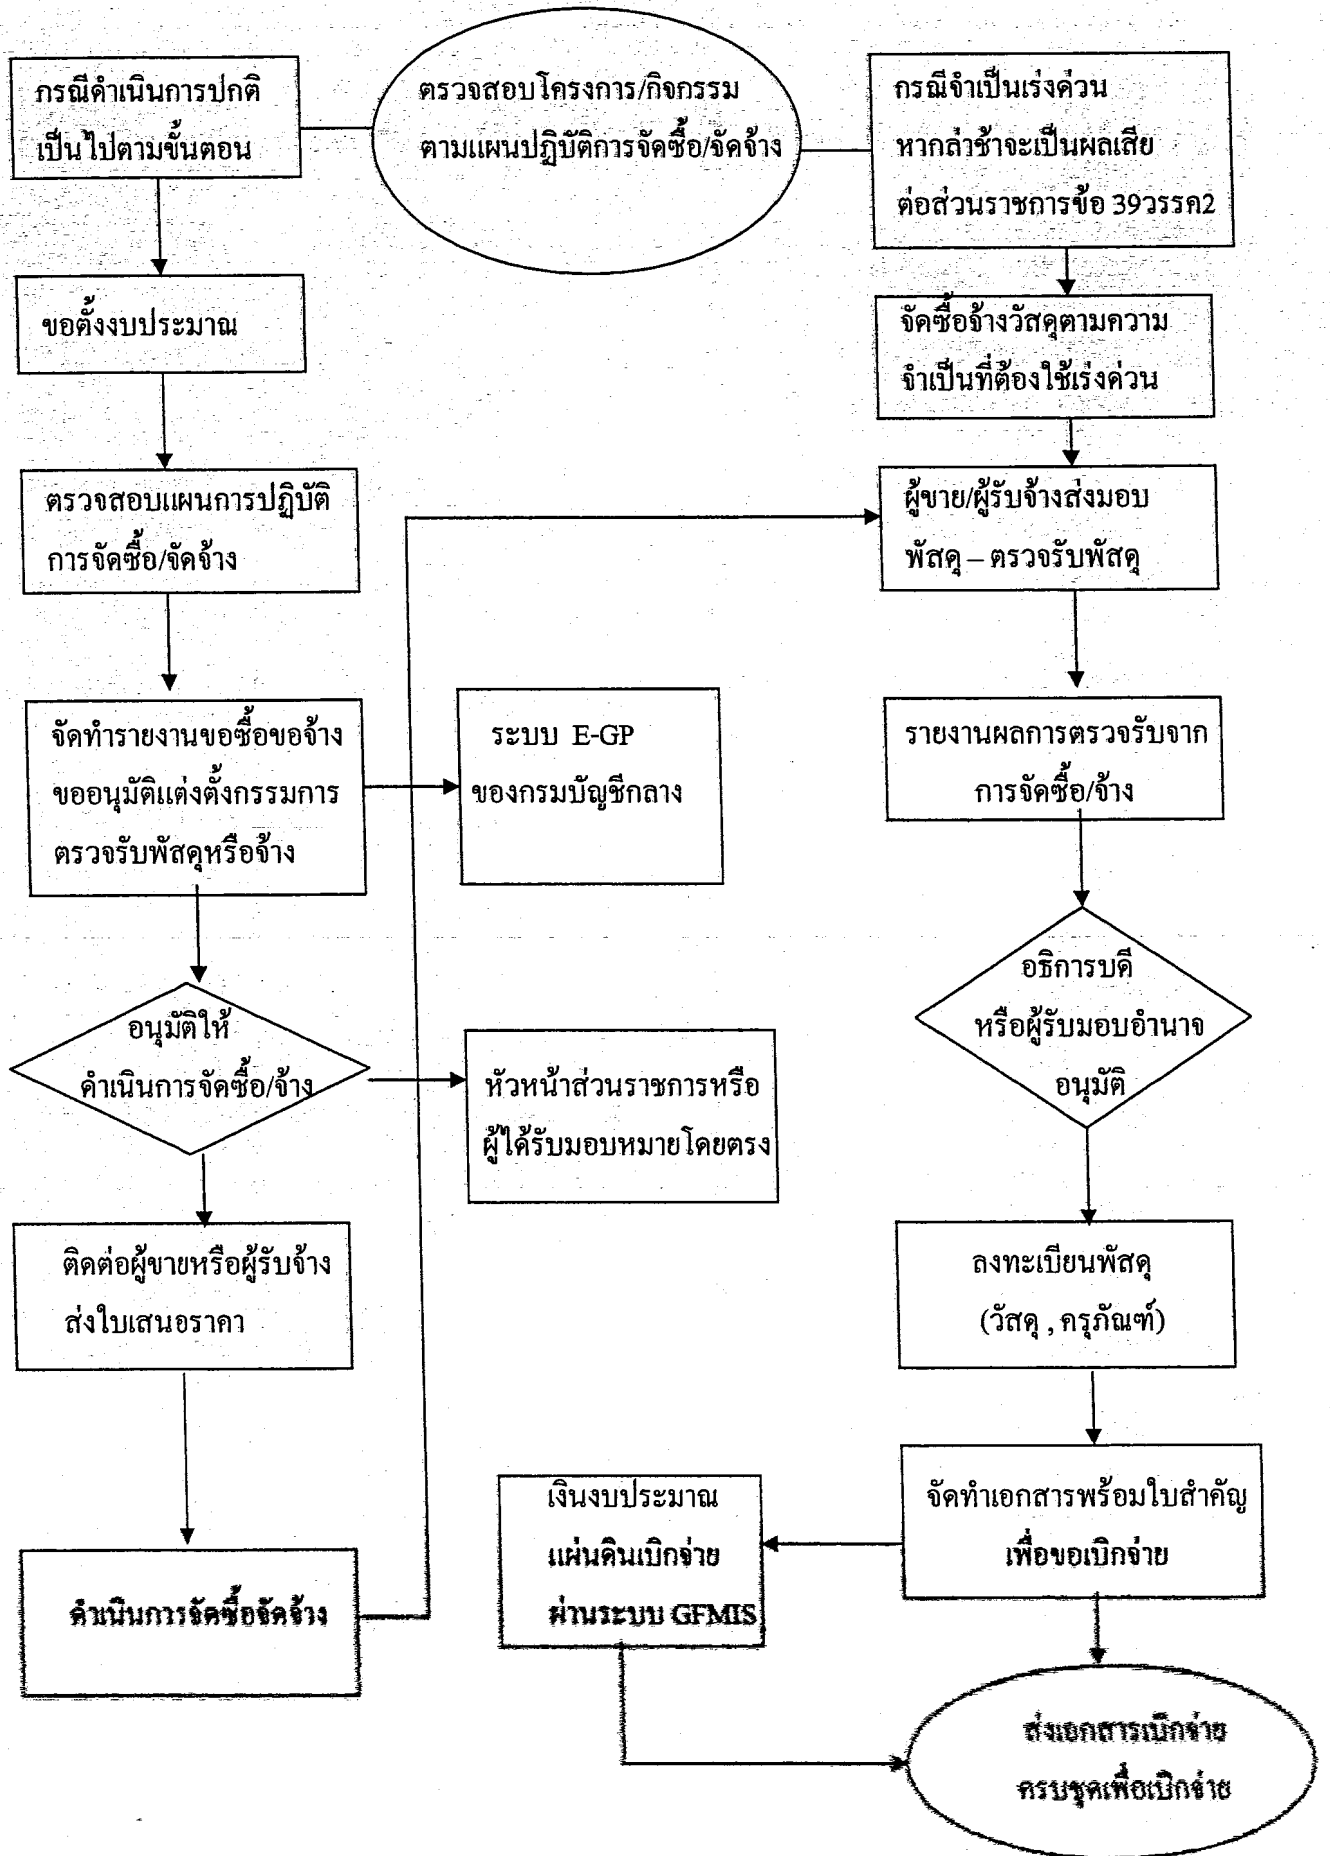 กรณีดำเนินการปกติ
เป็นไปตามขั้นตอน
ตรวจสอบโครงการ/กิจกรรม
ตามแผนปฏิบัติการจัดซื้อ/จัดจ้าง
กรณีจำเป็นเร่งด่วน
หากล่าช้าจะเป็นผลเสีย
ต่อส่วนราชการข้อ 39วรรค2
ขอตั้งงบประมาณ
จัดซื้อจ้างวัสดุตามความ
จำเป็นที่ต้องใช้เร่งด่วน
ตรวจสอบแผนการปฏิบัติ
การจัดซื้อ/จัดจ้าง
ผู้ขาย/ผู้รับจ้างส่งมอบ
พัสดุ – ตรวจรับพัสดุ
จัดทำรายงานขอซื้อขอจ้าง
ขออนุมัติแต่งตั้งกรรมการ
ตรวจรับพัสดุหรือจ้าง
ระบบ E-GP
ของกรมบัญชีกลาง
รายงานผลการตรวจรับจาก
การจัดซื้อ/จ้าง
อนุมัติให้
ดำเนินการจัดซื้อ/จ้าง
หัวหน้าส่วนราชการหรือ
ผู้ได้รับมอบหมายโดยตรง
อธิการบดี
หรือผู้รับมอบอำนาจ
อนุมัติ
ติดต่อผู้ขายหรือผู้รับจ้าง
ส่งใบเสนอราคา
ลงทะเบียนพัสดุ
(วัสดุ , ครุภัณฑ์)
ดำเนินการจัดซื้อจัดจ้าง
เงินงบประมาณ
แผ่นดินเบิกจ่าย
ผ่านระบบ GFMIS
จัดทำเอกสารพร้อมใบสำคัญ
เพื่อขอเบิกจ่าย
ส่งเอกสารเบิกจ่าย
ครบชุดเพื่อเบิกจ่าย